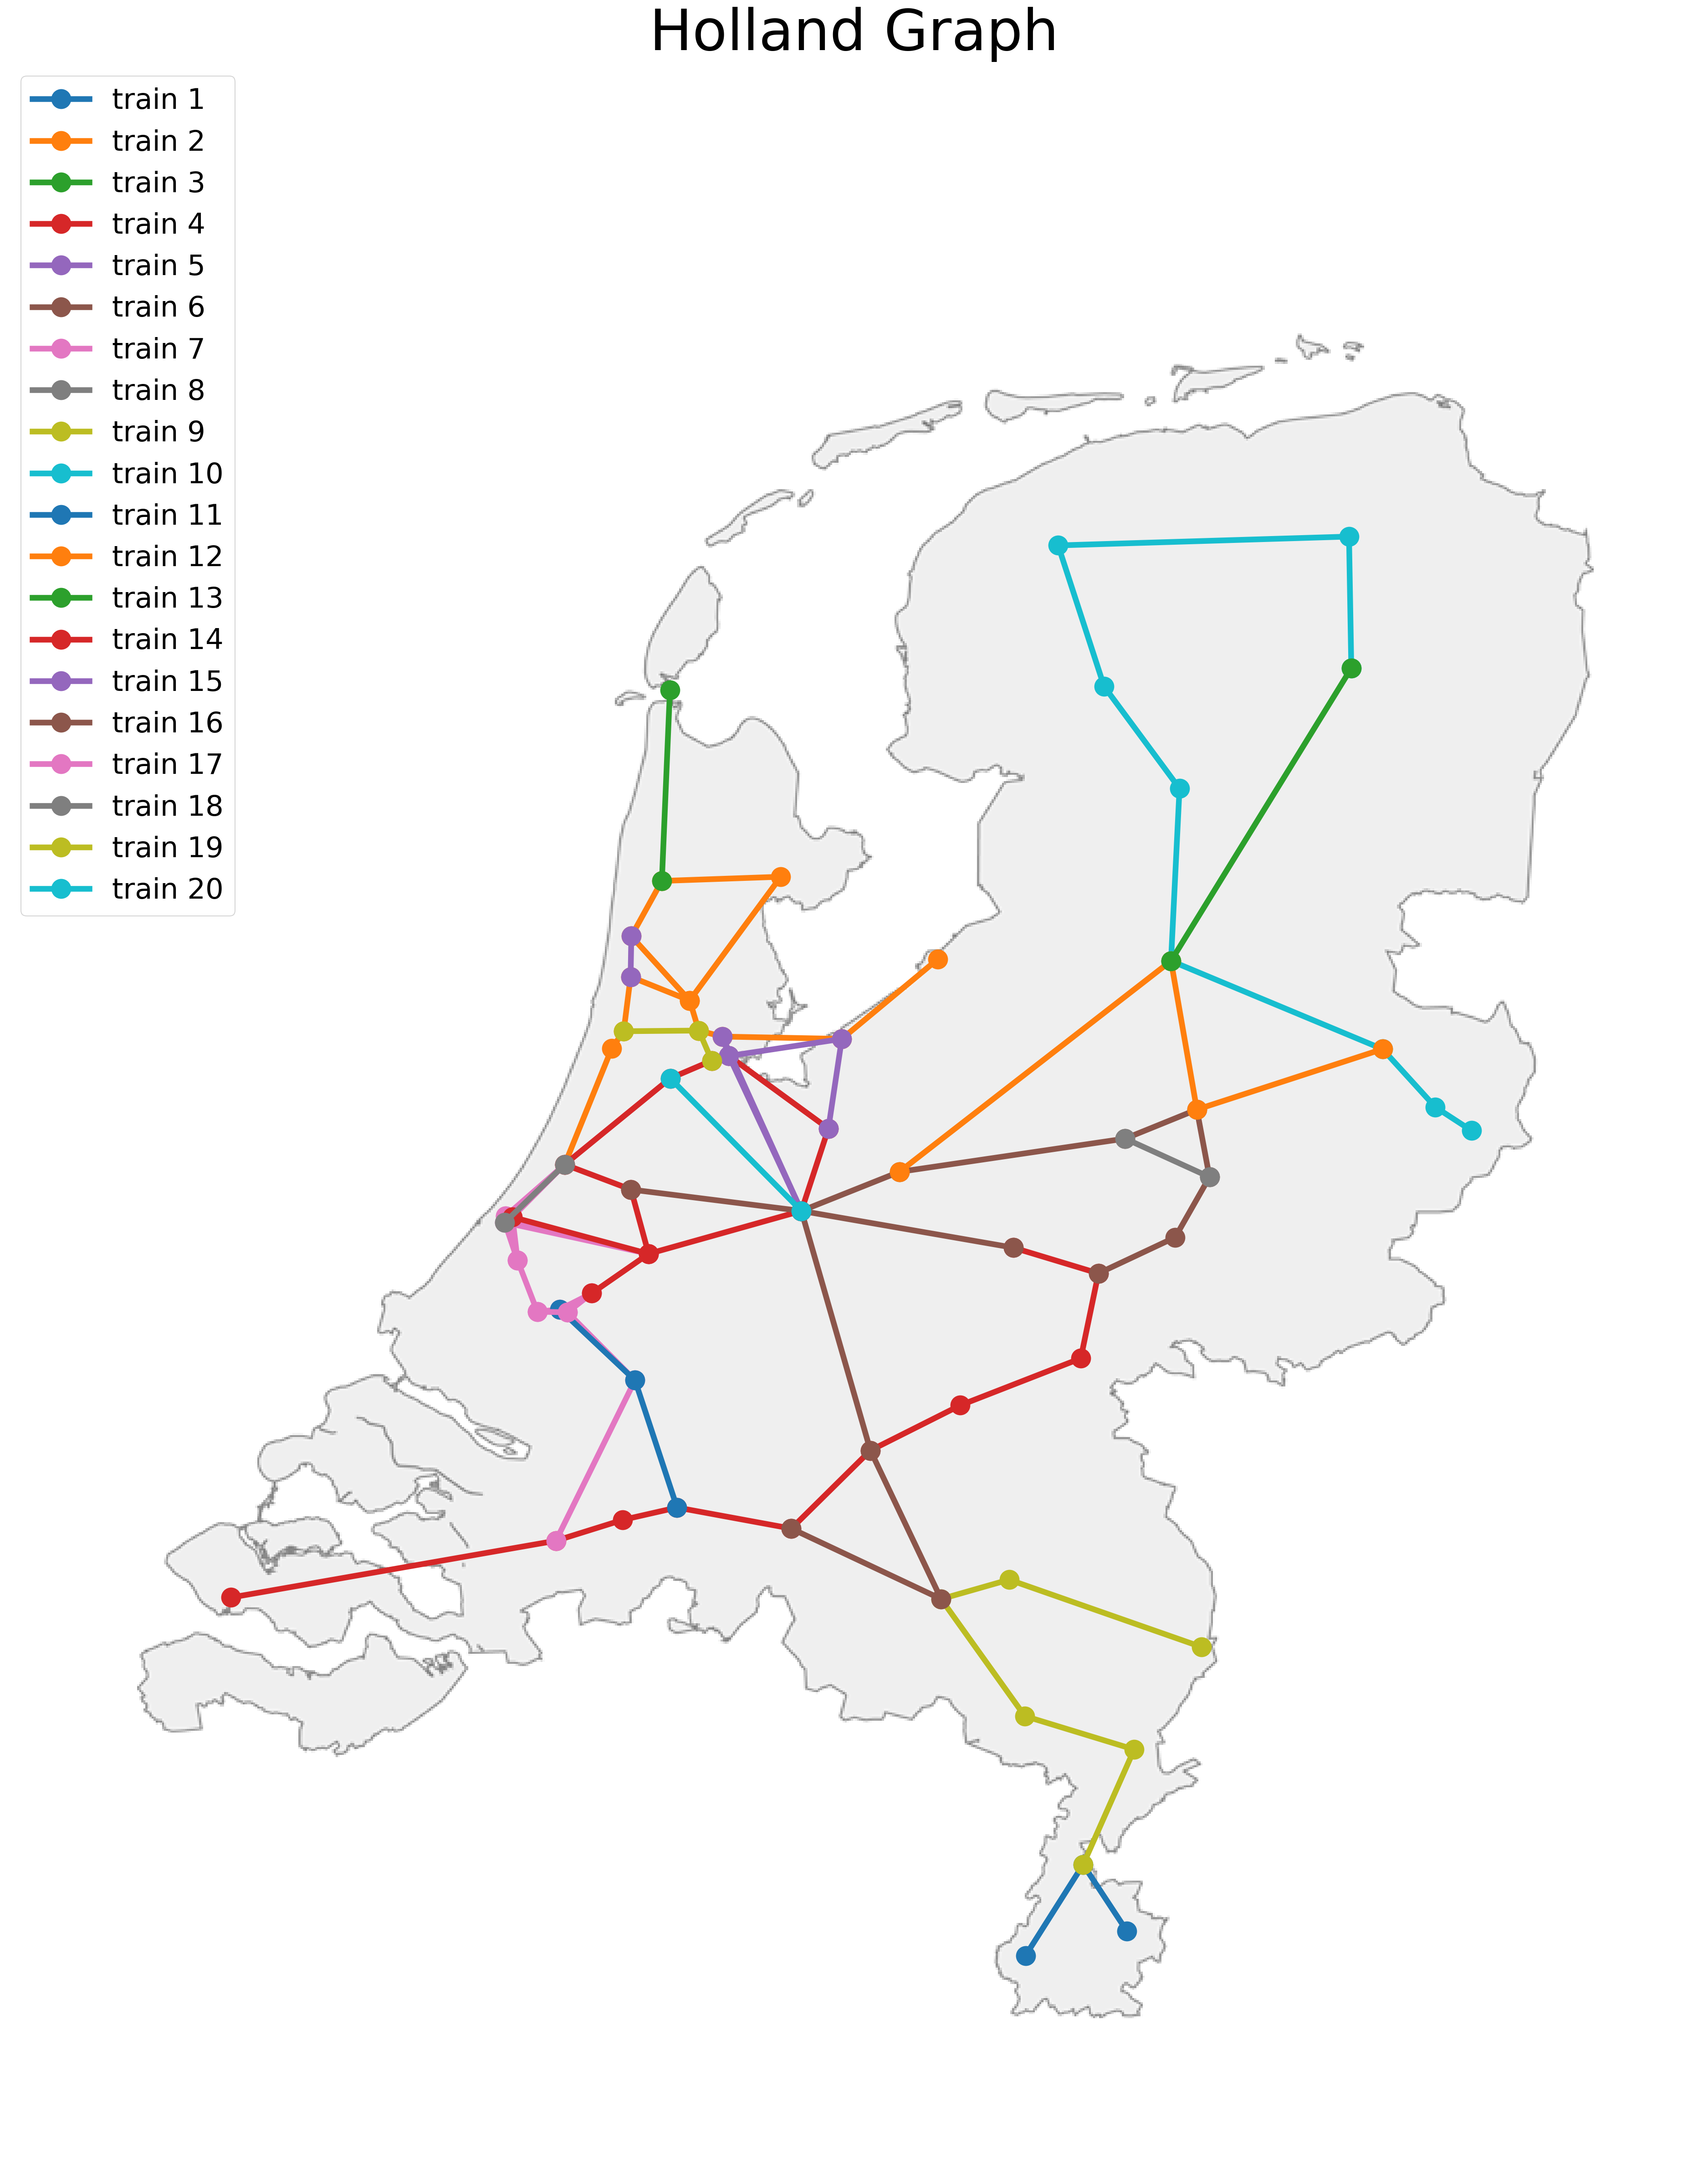 Holland Graph
train 1
train 2
train 3
train 4
train 5
train 6
train 7
train 8
train 9
train 10
train 11
train 12
train 13
train 14
train 15
train 16
train 17
train 18
train 19
train 20